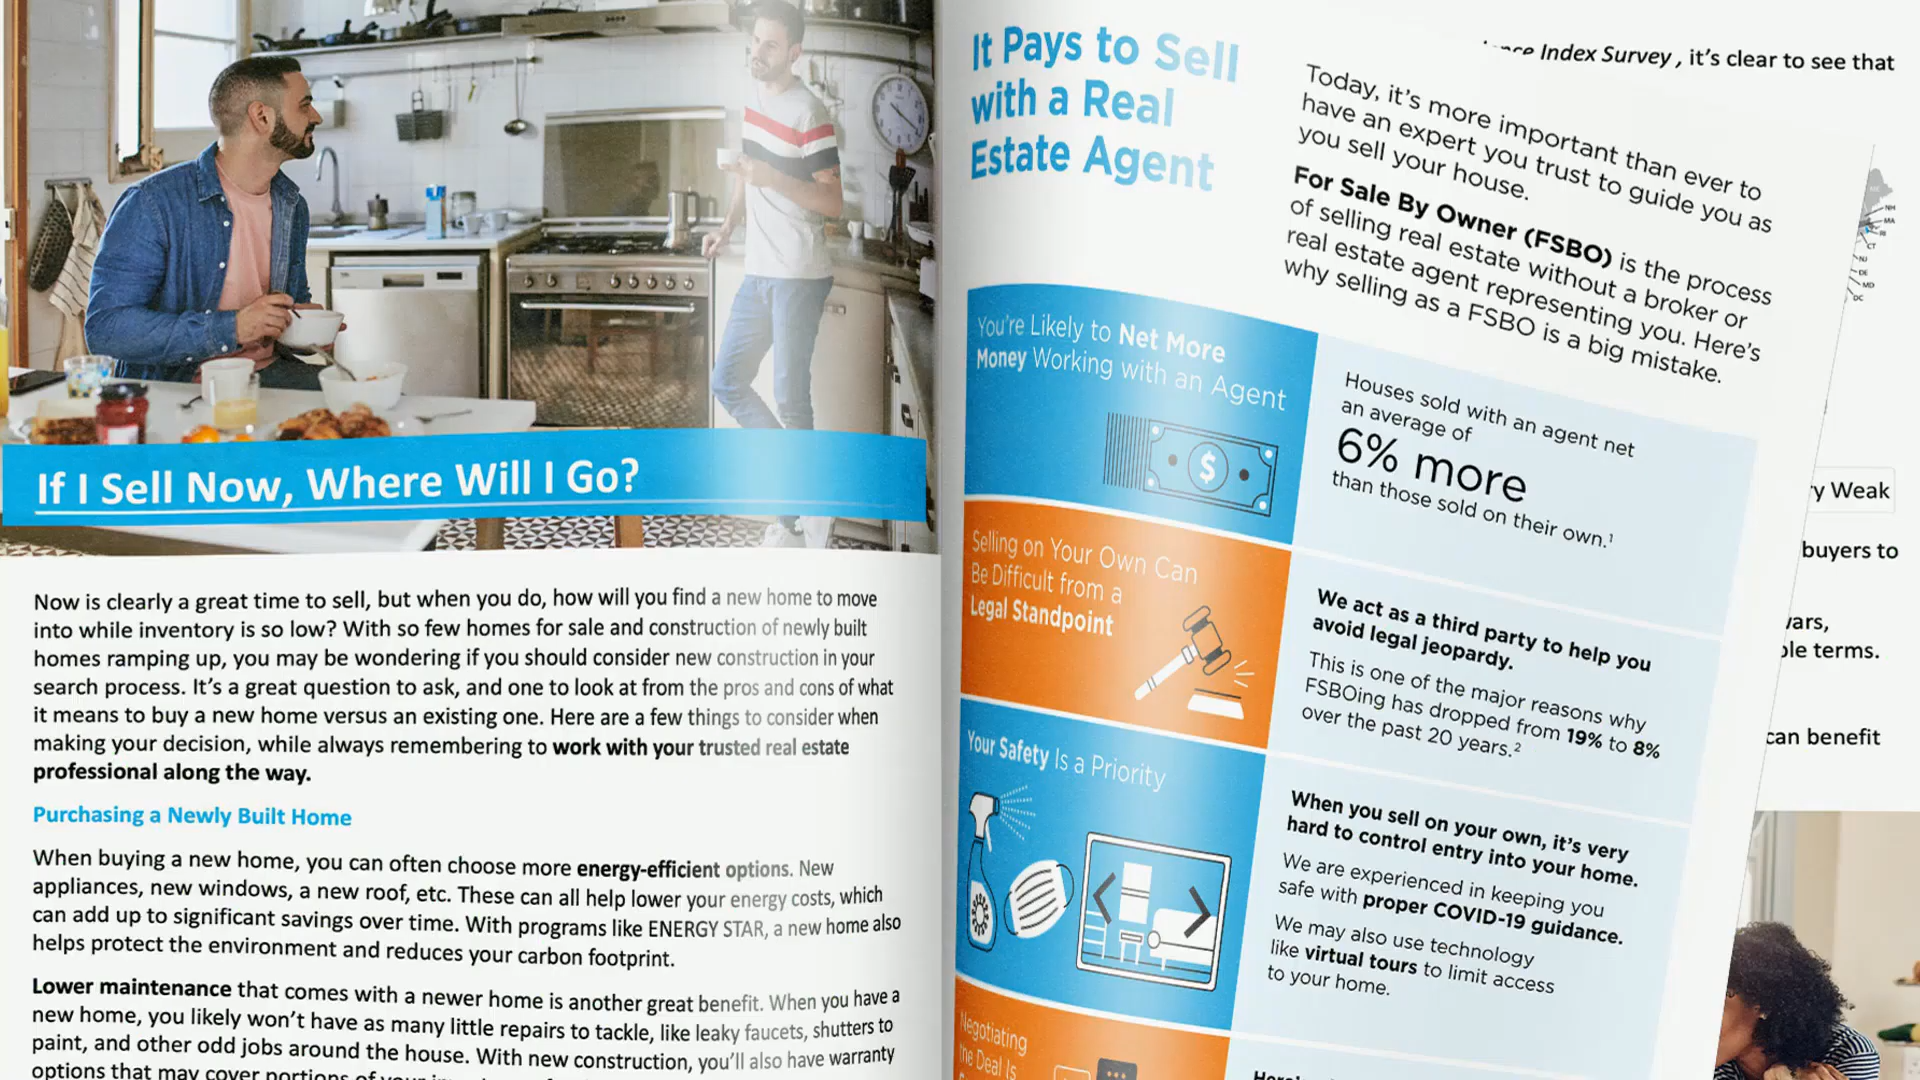 If I Sell Now, Where Will I Go?
Now is clearly a great time to sell, but when you do, how will you find a new home to move
into while inventory is so low? With so few homes for sale and construction of newly built
homes ramping up, you may be wondering if you should consider new construction in your
search process. It's a great question to ask, and one to look at from the pros and cons of what
it means to buy a new home versus an existing one. Here are a few things to consider when
making your decision, while always remembering to work with your trusted real estate
professional along the way.
Purchasing a Newly Built Home
When buying a new home, you can often choose more energy-efficient options. New
appliances, new windows, a new roof, etc. These can all help lower your energy costs, which
can add up to significant savings over time. With programs like ENERGY STAR, a new home also
helps protect the environment and reduces your carbon footprint.
Lower maintenance that comes with a newer home is another great benefit. When you have a
new home, you likely won't have as many little repairs to tackle, like leaky faucets, shutters to
paint, and other odd jobs around the house. With new construction, you'll also have warranty
options that may cover portions of your
It Pays to Sell
with a Real
Estate Agent
Today, it's more important than ever to
have an expert you trust to guide you as
you sell your house.
For Sale By Owner (FSBO) is the process
of selling real estate without a broker or
real estate agent representing you. Here's
why selling as a FSBO is a big mistake.
You're Likely to Net More
Money Working with an Agent
$
Houses sold with an agent net
an average of
6% more
than those sold on their own.1
Selling on Your Own Can
Be Difficult from a
Legal Standpoint
We act as a third party to help you
avoid legal jeopardy.
This is one of the major reasons why
FSBOing has dropped from 19% to 8%
over the past 20 years.2
Your Safety Is a Priority
When you sell on your own, it's very
hard to control entry into your home.
We are experienced in keeping you
safe with proper COVID-19 guidance.
We may also use technology
like virtual tours to limit access
to your home.
Negotiating
the Deal Is
Index Survey, it's clear to see that
NH
MA
CT
NJ
DE
MD
DC
Weak
buyers to
terms.
can benefit